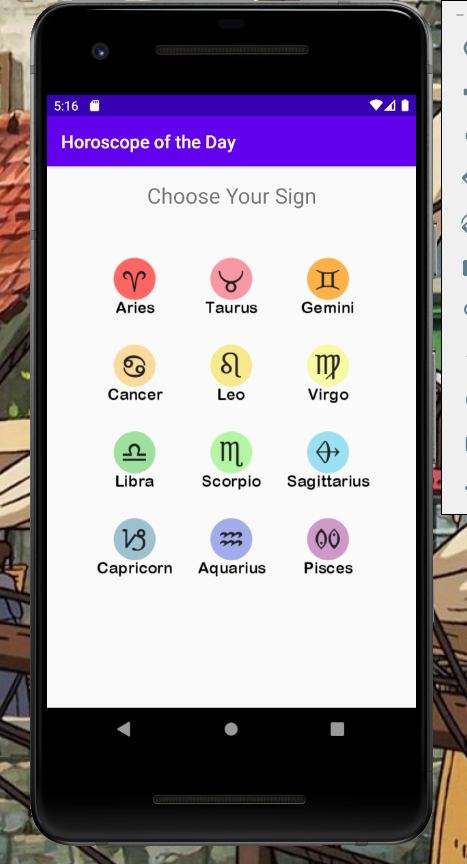 5:16
Horoscope of the Day
Choose Your Sign
Aries Taurus Gemini
Cancer Leo Virgo
Libra Scorpio Sagittarius
Capricorn Aquarius Pisces